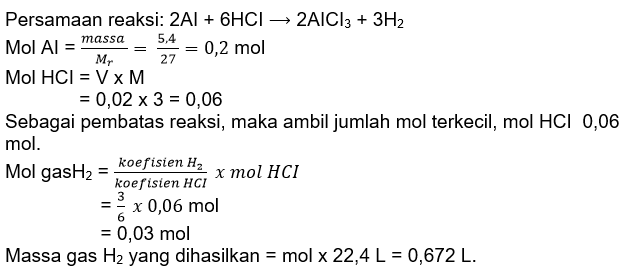 Persamaan reaksi: 2Al + 6HCl ⟶ 2AlCl₃ + 3H₂
Mol Al = massa/Mᵣ = 5,4/27 = 0,2 mol
Mol HCl = V x M
= 0,02 x 3 = 0,06
Sebagai pembatas reaksi, maka ambil jumlah mol terkecil, mol HCl 0,06
mol.
Mol gasH₂ = koefisien H₂/koefisien HCl x mol HCl
= 3/6 x 0,06 mol
= 0,03 mol
Massa gas H₂ yang dihasilkan = mol x 22,4 L = 0,672 L.